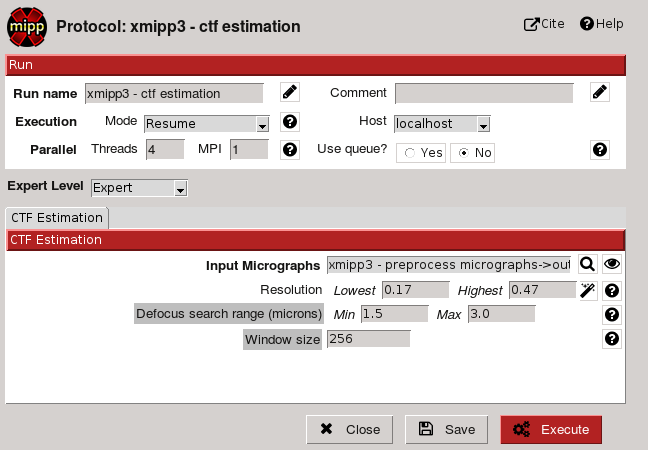 mipp Protocol: xmipp3 - ctf estimation Cite Help
Run
Run name xmipp3 - ctf estimation Comment
Execution Mode Resume Host localhost
Parallel Threads 4 MPI 1 Use queue? Yes No
Expert Level Expert
CTF Estimation
CTF Estimation
Input Micrographs xmipp3 - preprocess micrographs->out
Resolution Lowest 0.17 Highest 0.47
Defocus search range (microns) Min 1.5 Max 3.0
Window size 256
Close Save Execute